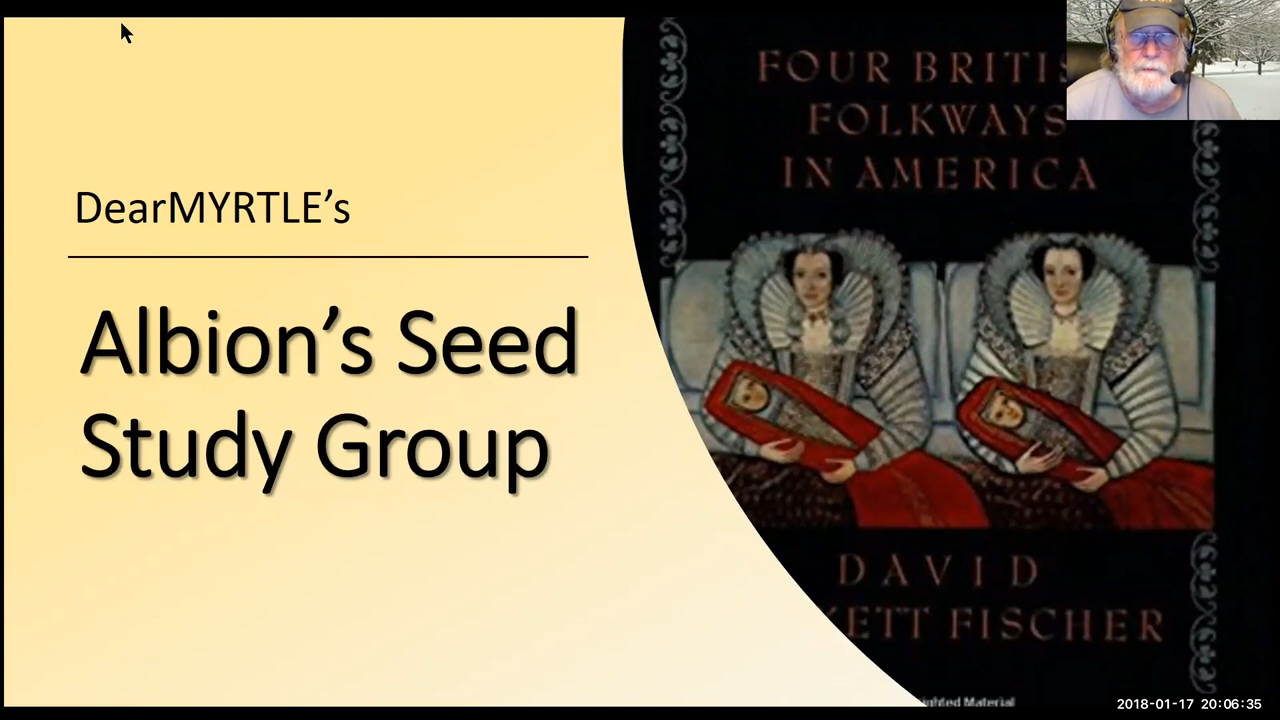 DearMYRTLE’s
Albion’s Seed
Study Group
FOUR BRITIS
FOLKWAYS
IN AMERICA
DAVID
KETT FISCHER
ighted Material
2018-01-17 20:06:35